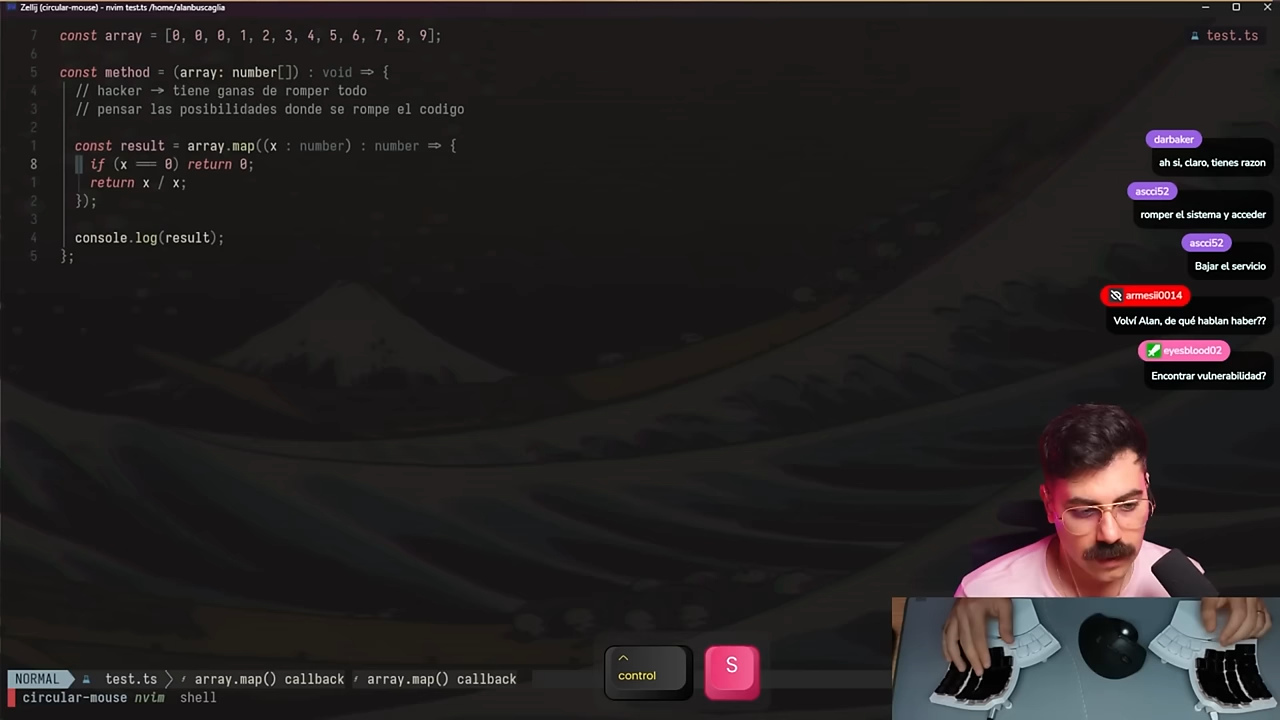 Zellij (circular-mouse) - nvim test.ts /home/alanbuscaglia
test.ts
7 const array = [0, 0, 0, 1, 2, 3, 4, 5, 6, 7, 8, 9];
6
5 const method = (array: number[]) : void => {
4 // hacker -> tiene ganas de romper todo
3 // pensar las posibilidades donde se rompe el codigo
2
1 const result = array.map((x : number) : number => {
8 if (x === 0) return 0;
1 return x / x;
2 });
3
4 console.log(result);
5 };
darbaker
ah si, claro, tienes razon
ascci52
romper el sistema y acceder
ascci52
Bajar el servicio
armesii0014
Volví Alan, de qué hablan haber??
eyesblood02
Encontrar vulnerabilidad?
^
control
S
NORMAL test.ts array.map() callback array.map() callback
circular-mouse nvim shell